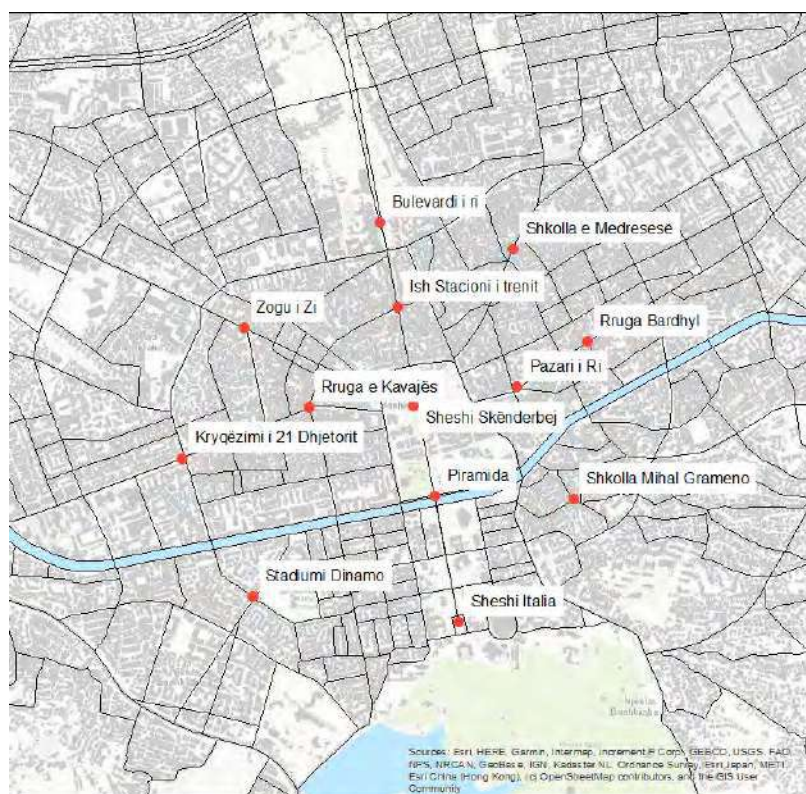 Bulevardi i ri
Shkolla e Medresesë
Ish Stacioni i trenit
Zogu i Zi
Rruga Bardhyl
Pazari i Ri
Rruga e Kavajës
Sheshi Skënderbej
Kryqëzimi i 21 Dhjetorit
Piramida
Shkolla Mihal Grameno
Stadiumi Dinamo
Sheshi Italia
Sources: Esri, HERE, Garmin, Intermap, increment P Corp., GEBCO, USGS, FAO,
NPS, NRCAN, GeoBase, IGN, Kadaster NL, Ordnance Survey, Esri Japan, METI,
Esri China (Hong Kong), (c) OpenStreetMap contributors, and the GIS User
Community